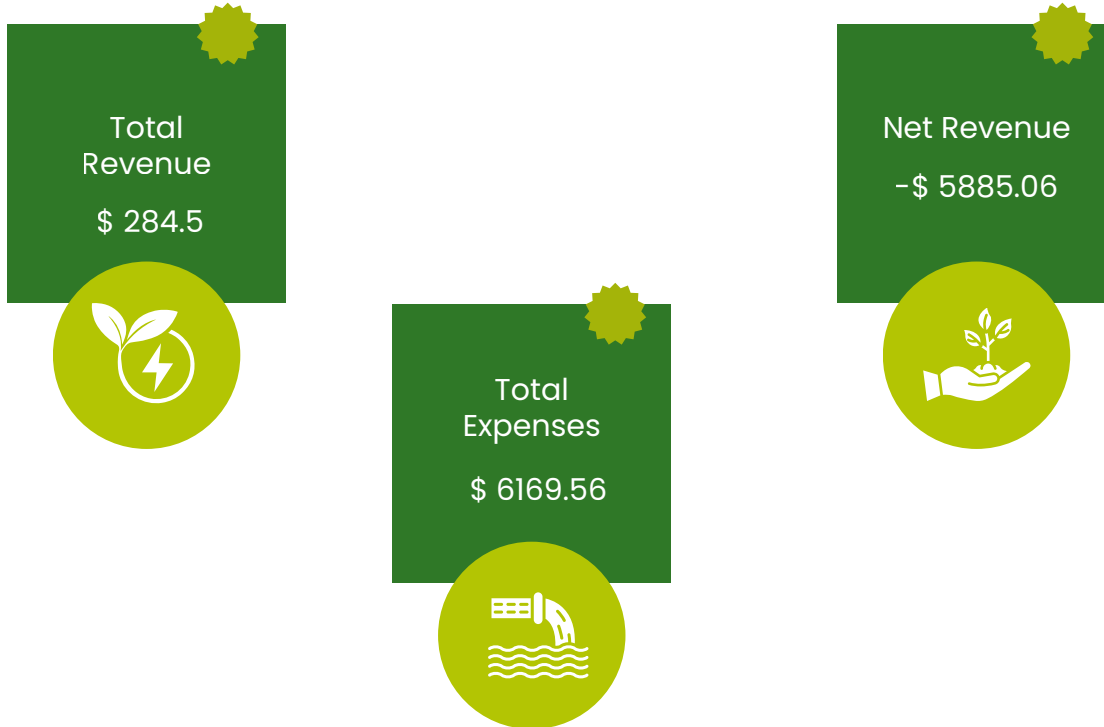 Total
Revenue
$ 284.5
Total
Expenses
$ 6169.56
Net Revenue
-$ 5885.06